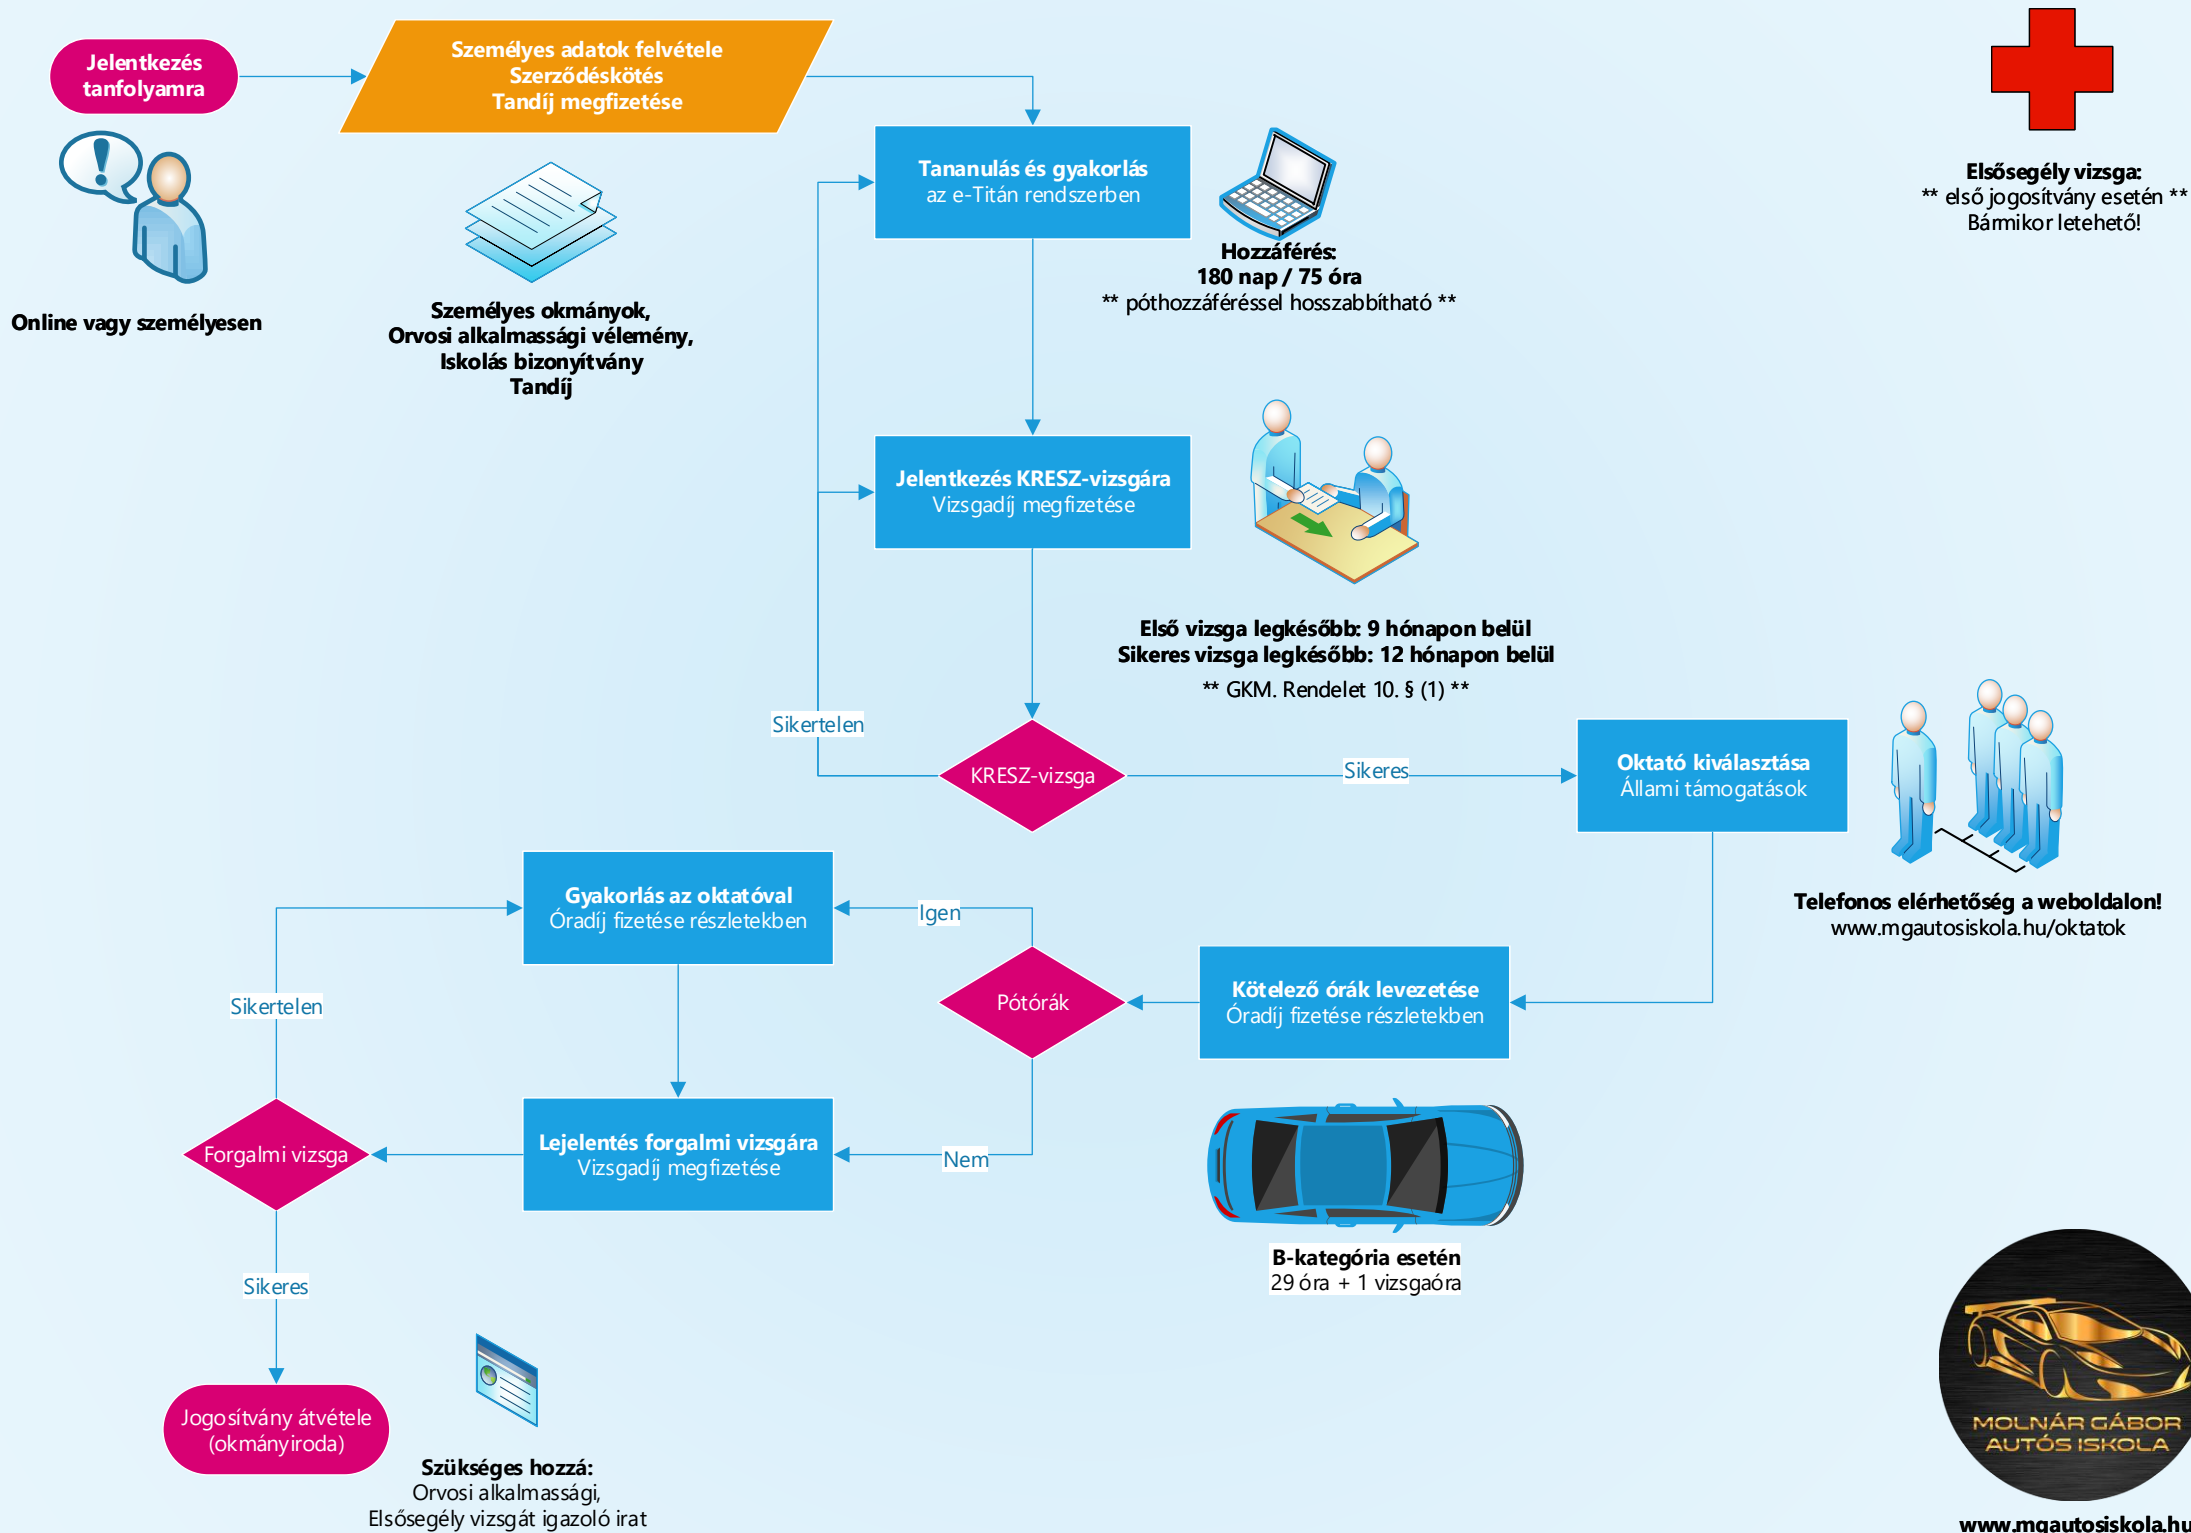 Jelentkezés
tanfolyamra
Személyes adatok felvétele
Szerződéskötés
Tandíj megfizetése
Online vagy személyesen
Személyes okmányok,
Orvosi alkalmassági vélemény,
Iskolás bizonyítvány
Tandíj
Tananulás és gyakorlás
az e-Titán rendszerben
Hozzáférés:
180 nap / 75 óra
** póthozzáféréssel hosszabbítható **
Elsősegély vizsga:
** első jogosítvány esetén **
Bármikor letehető!
Jelentkezés KRESZ-vizsgára
Vizsgadíj megfizetése
Első vizsga legkésőbb: 9 hónapon belül
Sikeres vizsga legkésőbb: 12 hónapon belül
** GKM. Rendelet 10. § (1) **
Sikertelen
KRESZ-vizsga
Sikeres
Oktató kiválasztása
Állami támogatások
Telefonos elérhetőség a weboldalon!
www.mgautosiskola.hu/oktatok
Gyakorlás az oktatóval
Óradíj fizetése részletekben
Igen
Pótórák
Kötelező órák levezetése
Óradíj fizetése részletekben
Sikertelen
Forgalmi vizsga
Lejelentés forgalmi vizsgára
Vizsgadíj megfizetése
Nem
B-kategória esetén
29 óra + 1 vizsgaóra
Sikeres
Jogosítvány átvétele
(okmányiroda)
Szükséges hozzá:
Orvosi alkalmassági,
Elsősegély vizsgát igazoló irat
MOLNÁR GÁBOR
AUTÓS ISKOLA
www.mgautosiskola.hu